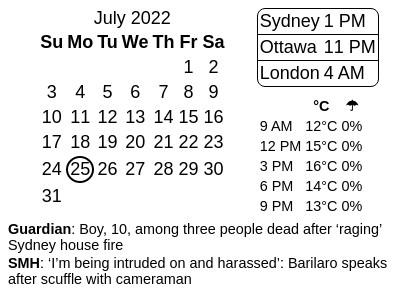 July 2022
Su Mo Tu We Th Fr Sa
1 2
3 4 5 6 7 8 9
10 11 12 13 14 15 16
17 18 19 20 21 22 23
24 25 26 27 28 29 30
31
Sydney 1 PM
Ottawa 11 PM
London 4 AM
°C ☂
9 AM 12°C 0%
12 PM 15°C 0%
3 PM 16°C 0%
6 PM 14°C 0%
9 PM 13°C 0%
Guardian: Boy, 10, among three people dead after ‘raging’
Sydney house fire
SMH: ‘I’m being intruded on and harassed’: Barilaro speaks
after scuffle with cameraman